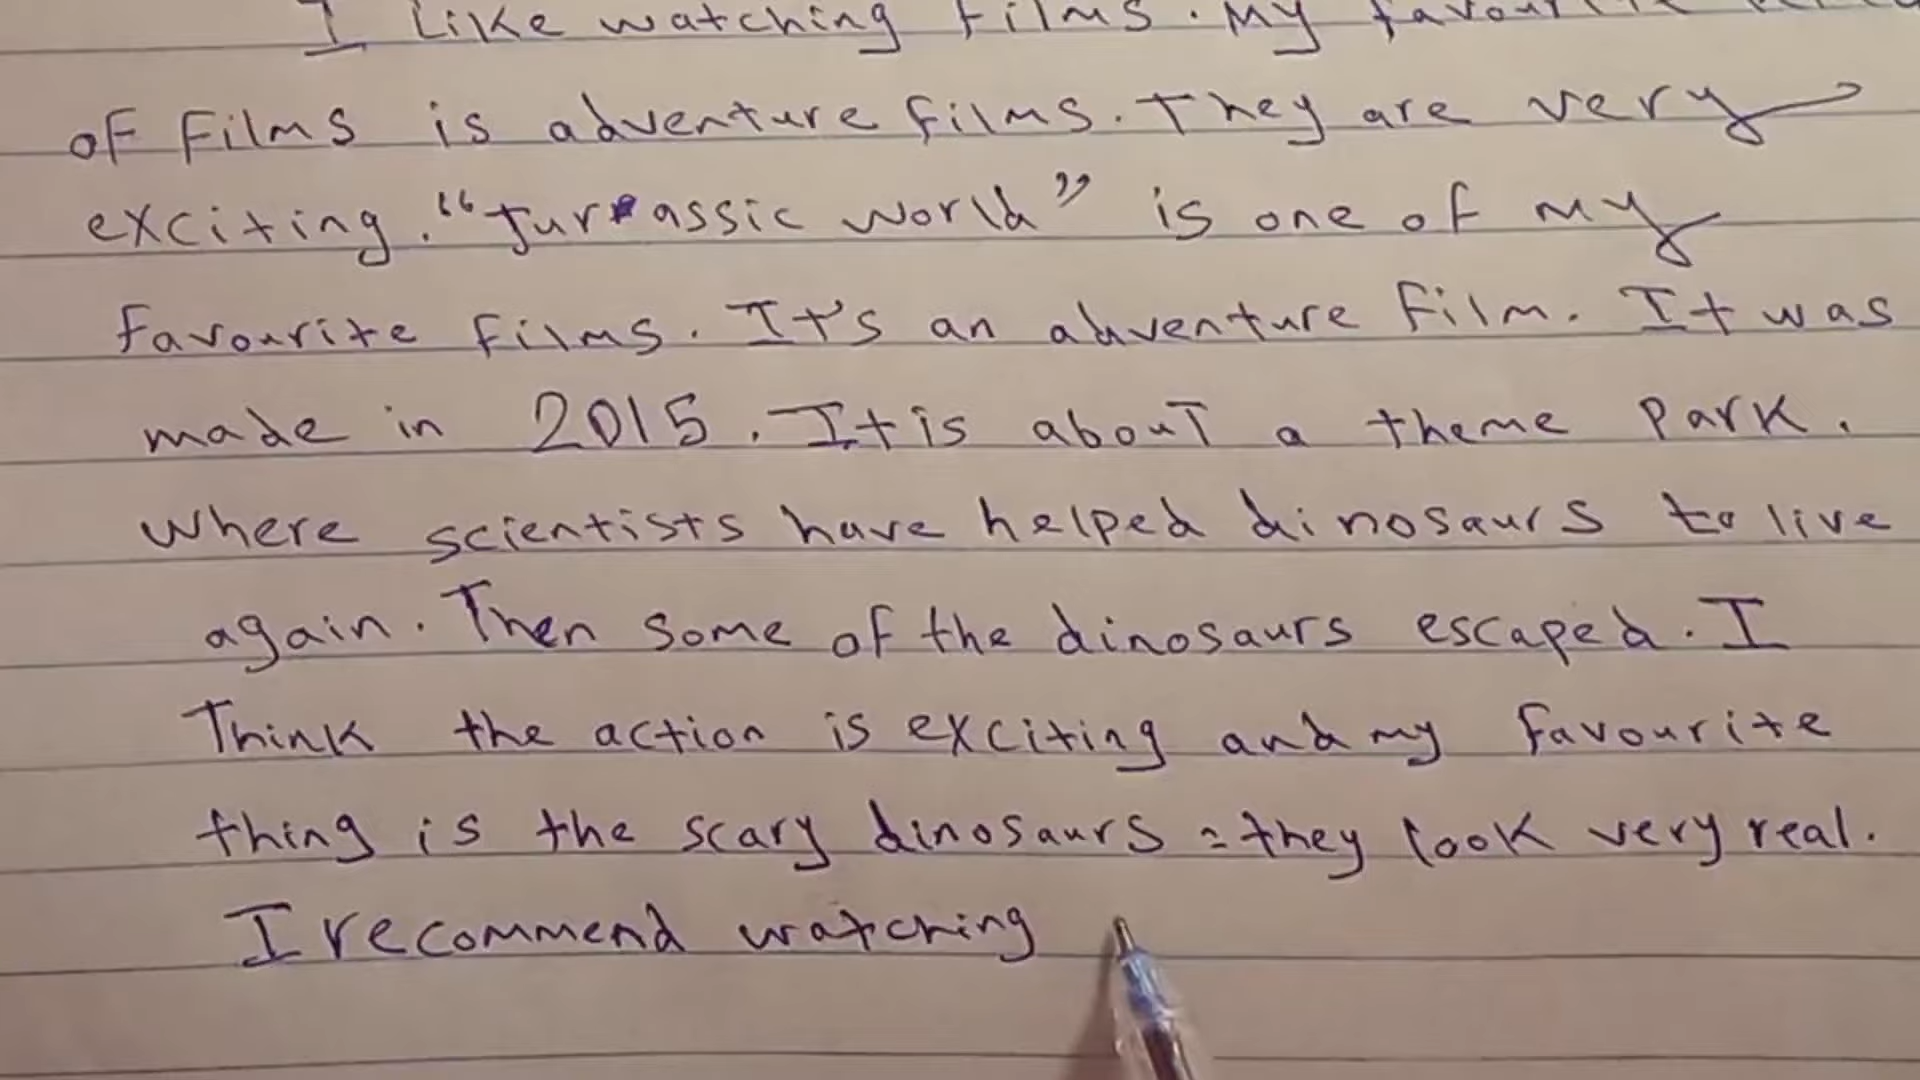 I Like watching films. My favourite
of films is adventure films. They are very
exciting. “Jurassic world” is one of my
favourite films. It's an adventure film. It was
made in 2015. It is about a theme park.
where scientists have helped dinosaurs to live
again. Then some of the dinosaurs escaped. I
Think the action is exciting and my favourite
thing is the scary dinosaurs = they look very real.
I recommend watching